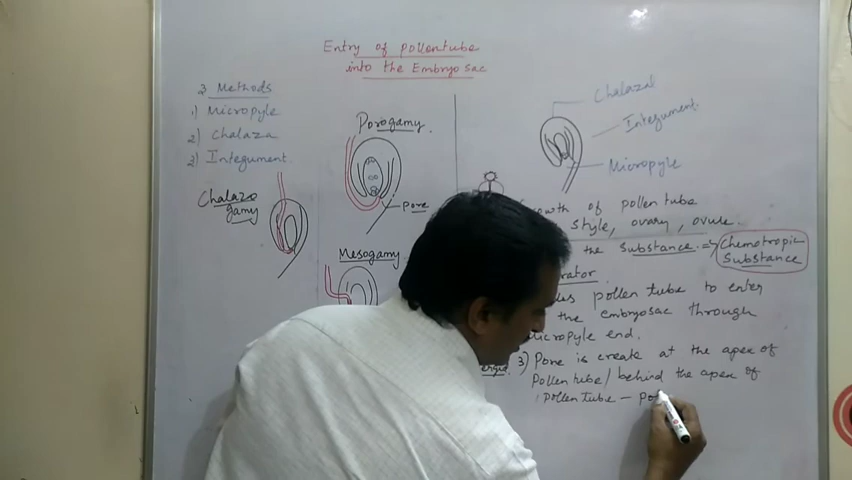 Entry of pollentube
into the Embryo sac
3 Methods
1) Micropyle
2) Chalaza
3) Integument.
Chalazo
gamy
Porogamy.
Pore
Mesogamy
Chalazal
Integument.
Micropyle
of pollen tube
style, ovary, ovule.
the substance =>
Chemotropic
Substance
pollen tube to enter
the embryosac through
Micropyle end.
3) Pore is create at the apex of
Pollen tube / behind the apex of
Pollen Tube -